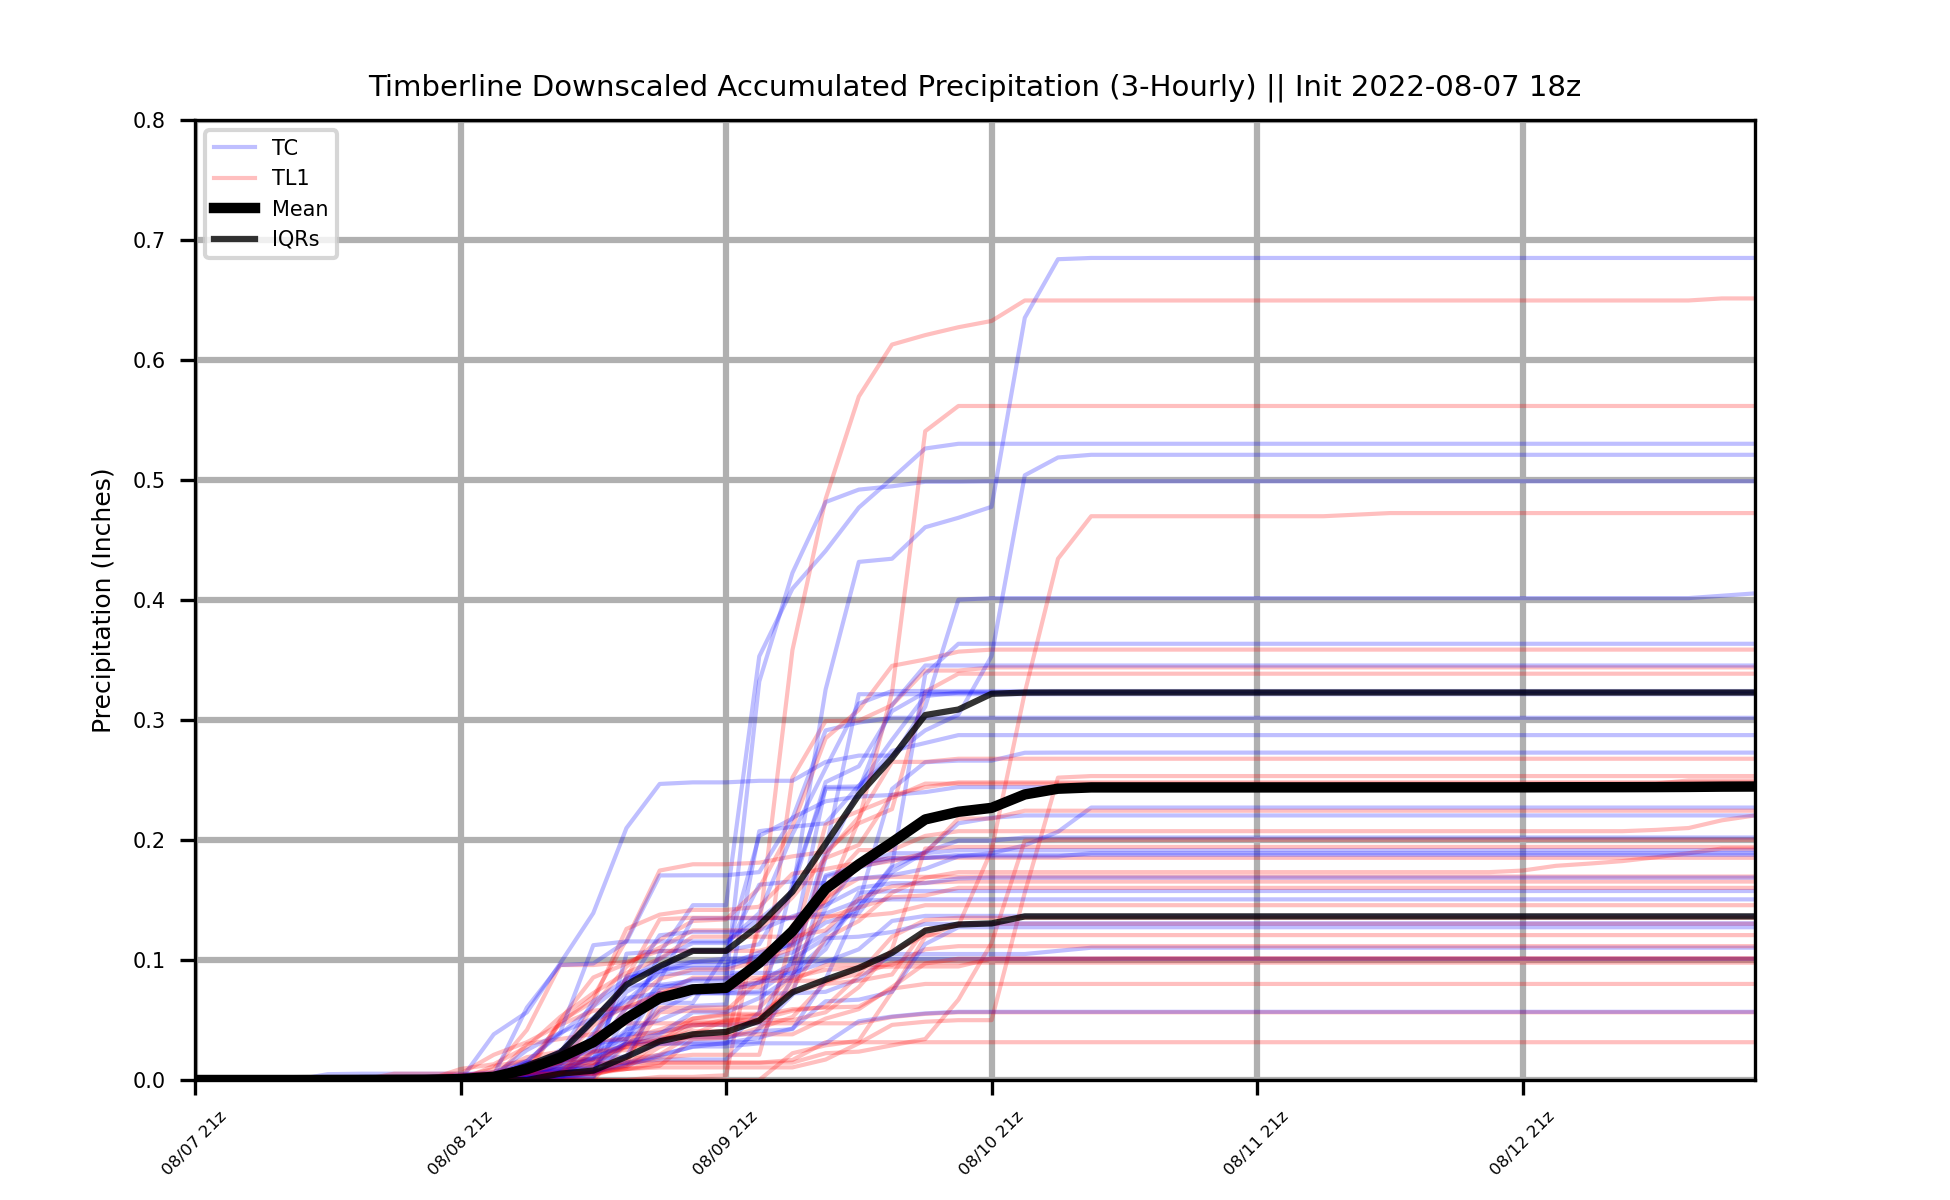 Timberline Downscaled Accumulated Precipitation (3-Hourly) || Init 2022-08-07 18z
TC
TL1
Mean
IQRs
Precipitation (Inches)
0.8
0.7
0.6
0.5
0.4
0.3
0.2
0.1
0.0
08/07 21z
08/08 21z
08/09 21z
08/10 21z
08/11 21z
08/12 21z